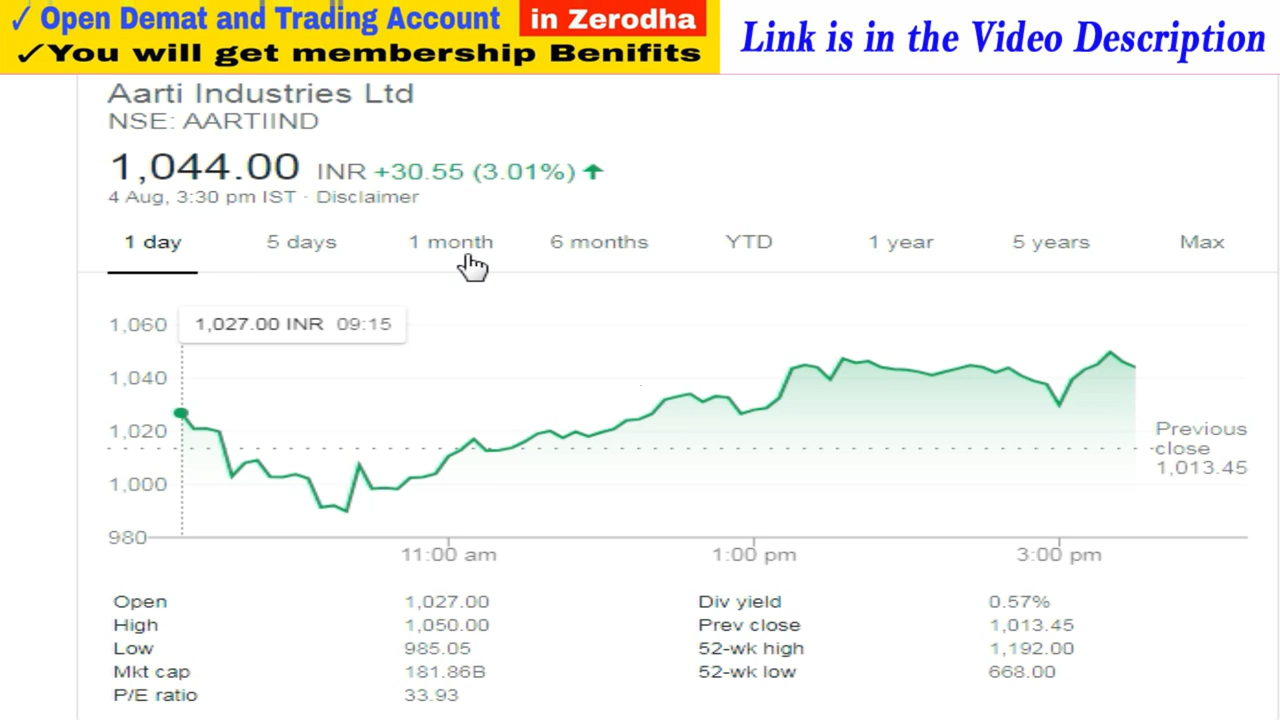 ✓ Open Demat and Trading Account in Zerodha
✓You will get membership Benifits
Link is in the Video Description
Aarti Industries Ltd
NSE: AARTIIND
1,044.00 INR +30.55 (3.01%)
4 Aug, 3:30 pm IST · Disclaimer
1 day 5 days 1 month 6 months YTD 1 year 5 years Max
1,027.00 INR 09:15
1,060
1,040
1,020
1,000
980
Previous
close
1,013.45
11:00 am 1:00 pm 3:00 pm
Open 1,027.00 Div yield 0.57%
High 1,050.00 Prev close 1,013.45
Low 985.05 52-wk high 1,192.00
Mkt cap 181.86B 52-wk low 668.00
P/E ratio 33.93